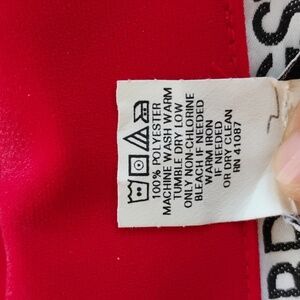 100% POLYESTER
MACHINE WASH WARM
TUMBLE DRY LOW
ONLY NON-CHLORINE
BLEACH IF NEEDED
WARM IRON
IF NEEDED
OR DRY CLEAN
RN 41087